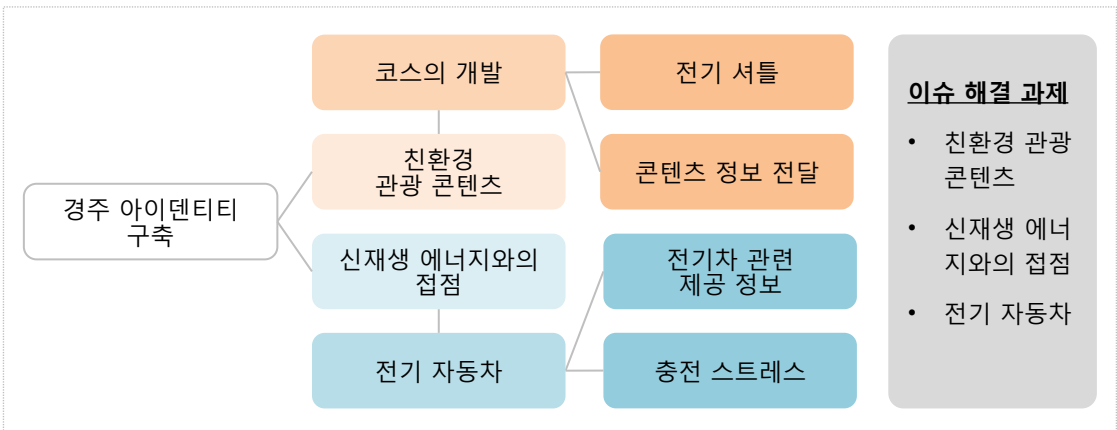 경주 아이덴티티
구축
코스의 개발
친환경
관광 콘텐츠
신재생 에너지와의
접점
전기 자동차
전기 셔틀
콘텐츠 정보 전달
전기차 관련
제공 정보
충전 스트레스
이슈 해결 과제
• 친환경 관광
콘텐츠
• 신재생 에너
지와의 접점
• 전기 자동차